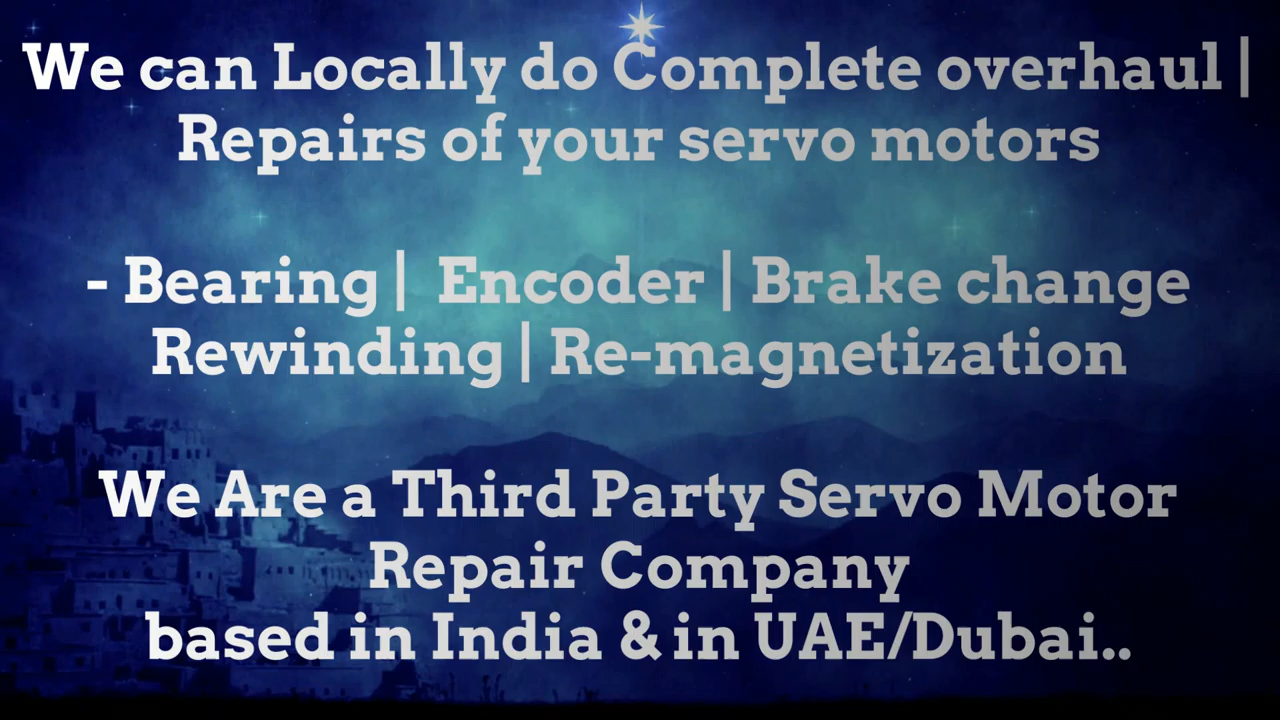 We can Locally do Complete overhaul |
Repairs of your servo motors
- Bearing | Encoder | Brake change
Rewinding | Re-magnetization
We Are a Third Party Servo Motor
Repair Company
based in India & in UAE/Dubai..